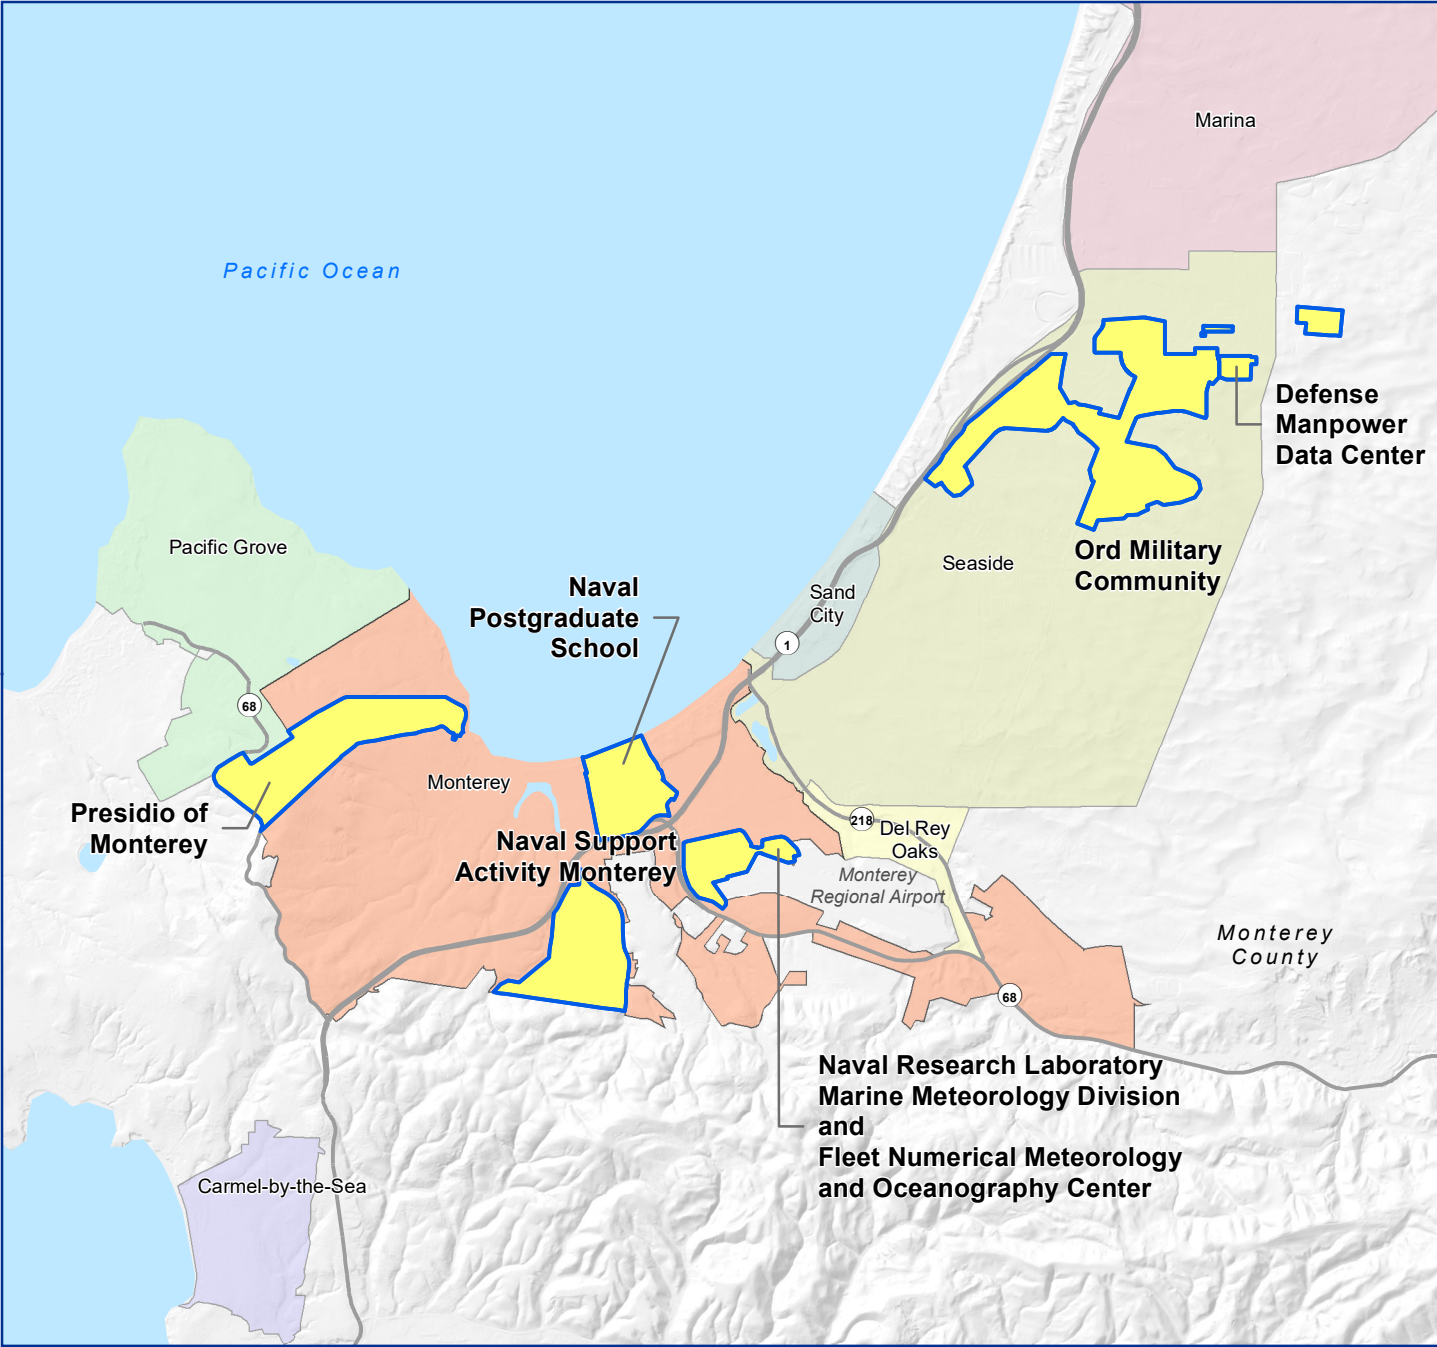 Marina
Pacific Ocean
Defense
Manpower
Data Center
Pacific Grove
Ord Military
Community
Seaside
Naval
Postgraduate
School
Sand
City
1
68
Monterey
Presidio of
Monterey
218
Del Rey
Oaks
Naval Support
Activity Monterey
Monterey
Regional Airport
Monterey
County
68
Naval Research Laboratory
Marine Meteorology Division
and
Fleet Numerical Meteorology
and Oceanography Center
Carmel-by-the-Sea